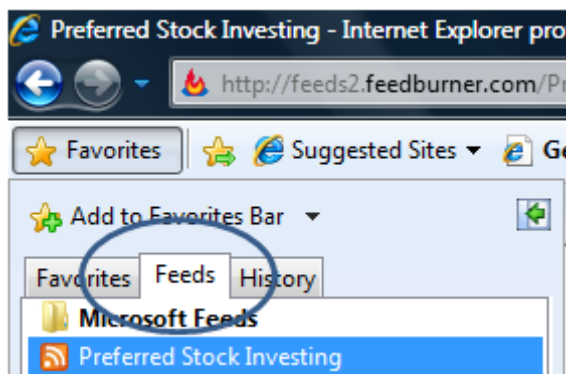 Preferred Stock Investing - Internet Explorer pro
http://feeds2.feedburner.com/P
Favorites Suggested Sites G
Add to Favorites Bar
Favorites Feeds History
Microsoft Feeds
Preferred Stock Investing